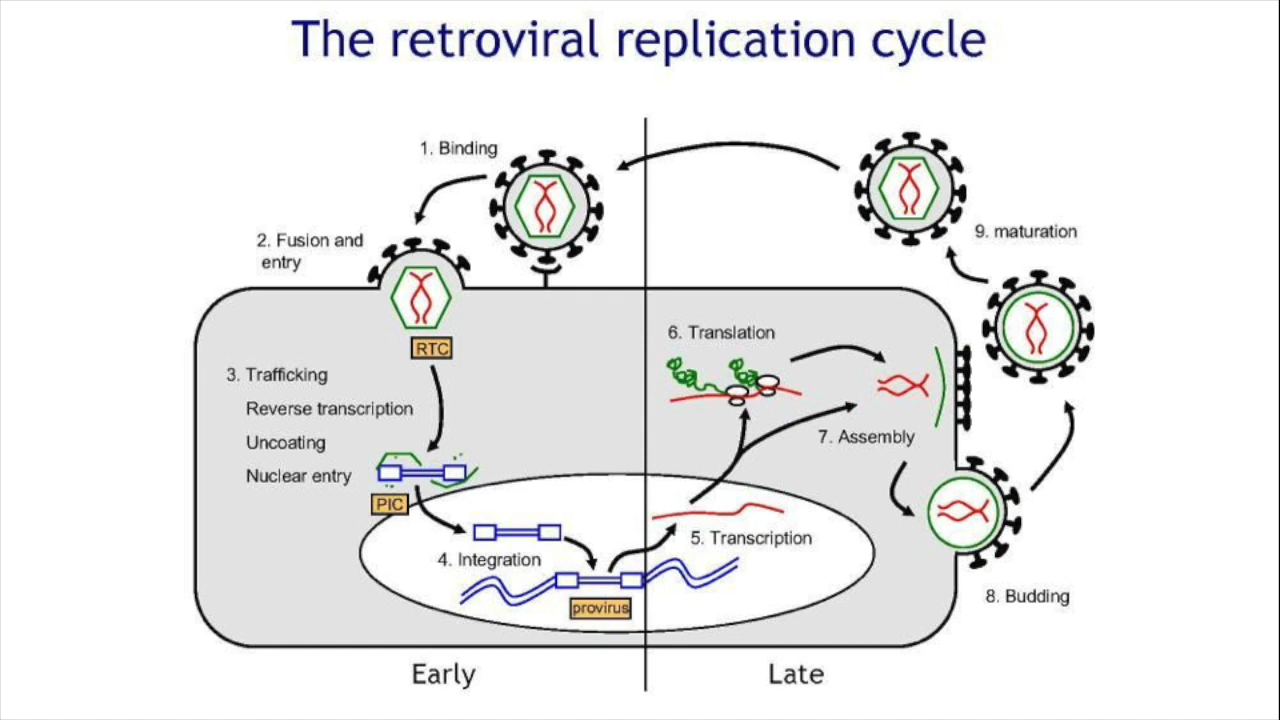 The retroviral replication cycle
1. Binding
2. Fusion and
entry
RTC
3. Trafficking
Reverse transcription
Uncoating
Nuclear entry
PIC
4. Integration
provirus
5. Transcription
6. Translation
7. Assembly
8. Budding
9. maturation
Early
Late